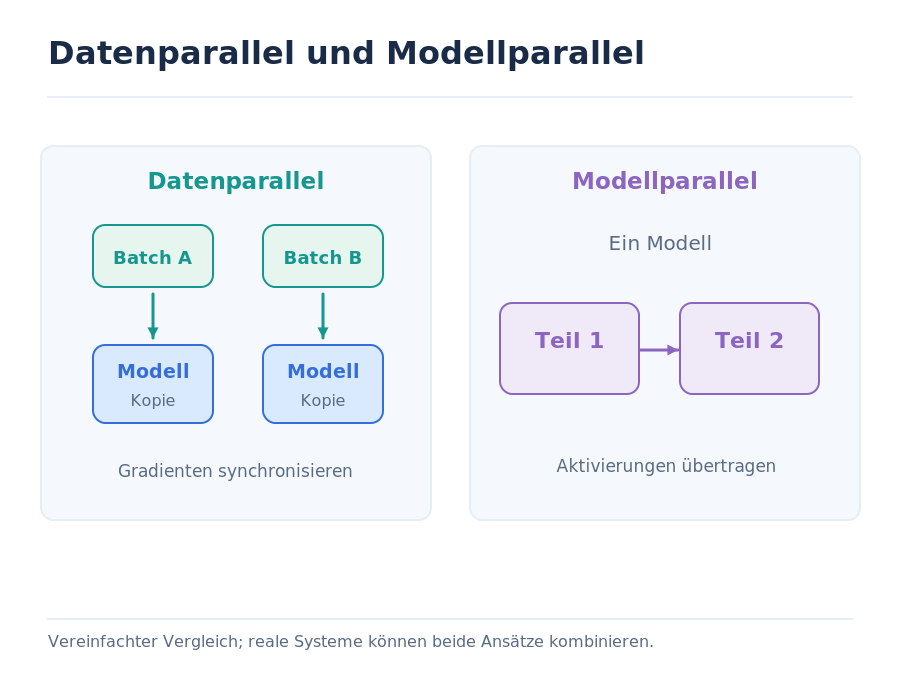 Datenparallel und Modellparallel
Datenparallel
Batch A
Batch B
Modell
Kopie
Modell
Kopie
Gradienten synchronisieren
Modellparallel
Ein Modell
Teil 1
Teil 2
Aktivierungen übertragen
Vereinfachter Vergleich; reale Systeme können beide Ansätze kombinieren.